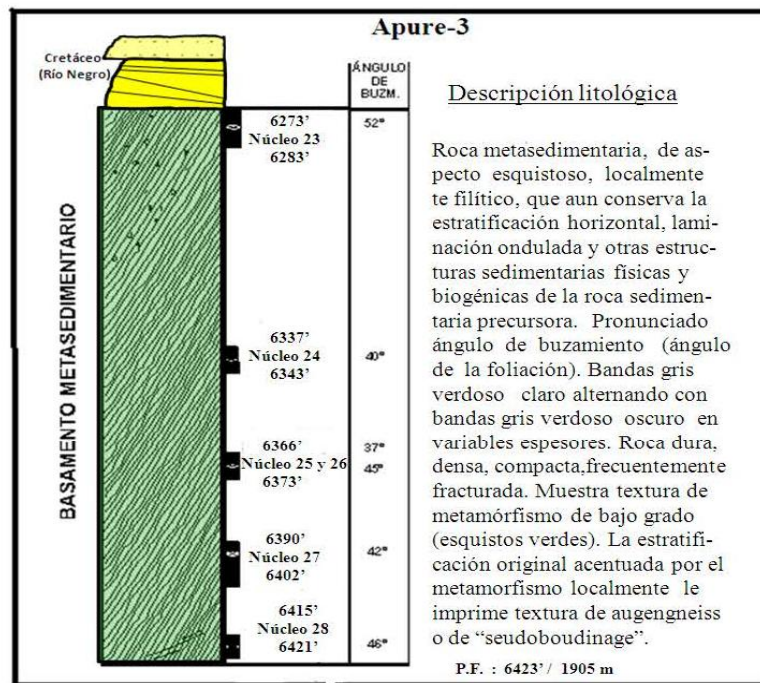 Apure-3
Cretáceo
(Río Negro)
ÁNGULO
DE
BUZM.
BASAMENTO METASEDIMENTARIO
6273’
Núcleo 23
6283’
52°
6337’
Núcleo 24
6343’
40°
6366’
Núcleo 25 y 26
6373’
37°
45°
6390’
Núcleo 27
6402’
42°
6415’
Núcleo 28
6421’
46°
Descripción litológica
Roca metasedimentaria, de as-
pecto esquistoso, localmente
te filítico, que aun conserva la
estratificación horizontal, lami-
nación ondulada y otras estruc-
turas sedimentarias físicas y
biogénicas de la roca sedimen-
taria precursora. Pronunciado
ángulo de buzamiento (ángulo
de la foliación). Bandas gris
verdoso claro alternando con
bandas gris verdoso oscuro en
variables espesores. Roca dura,
densa, compacta,frecuentemente
fracturada. Muestra textura de
metamórfismo de bajo grado
(esquistos verdes). La estratifi-
cación original acentuada por el
metamorfismo localmente le
imprime textura de augengneiss
o de “seudoboudinage”.
P.F. : 6423’ / 1905 m